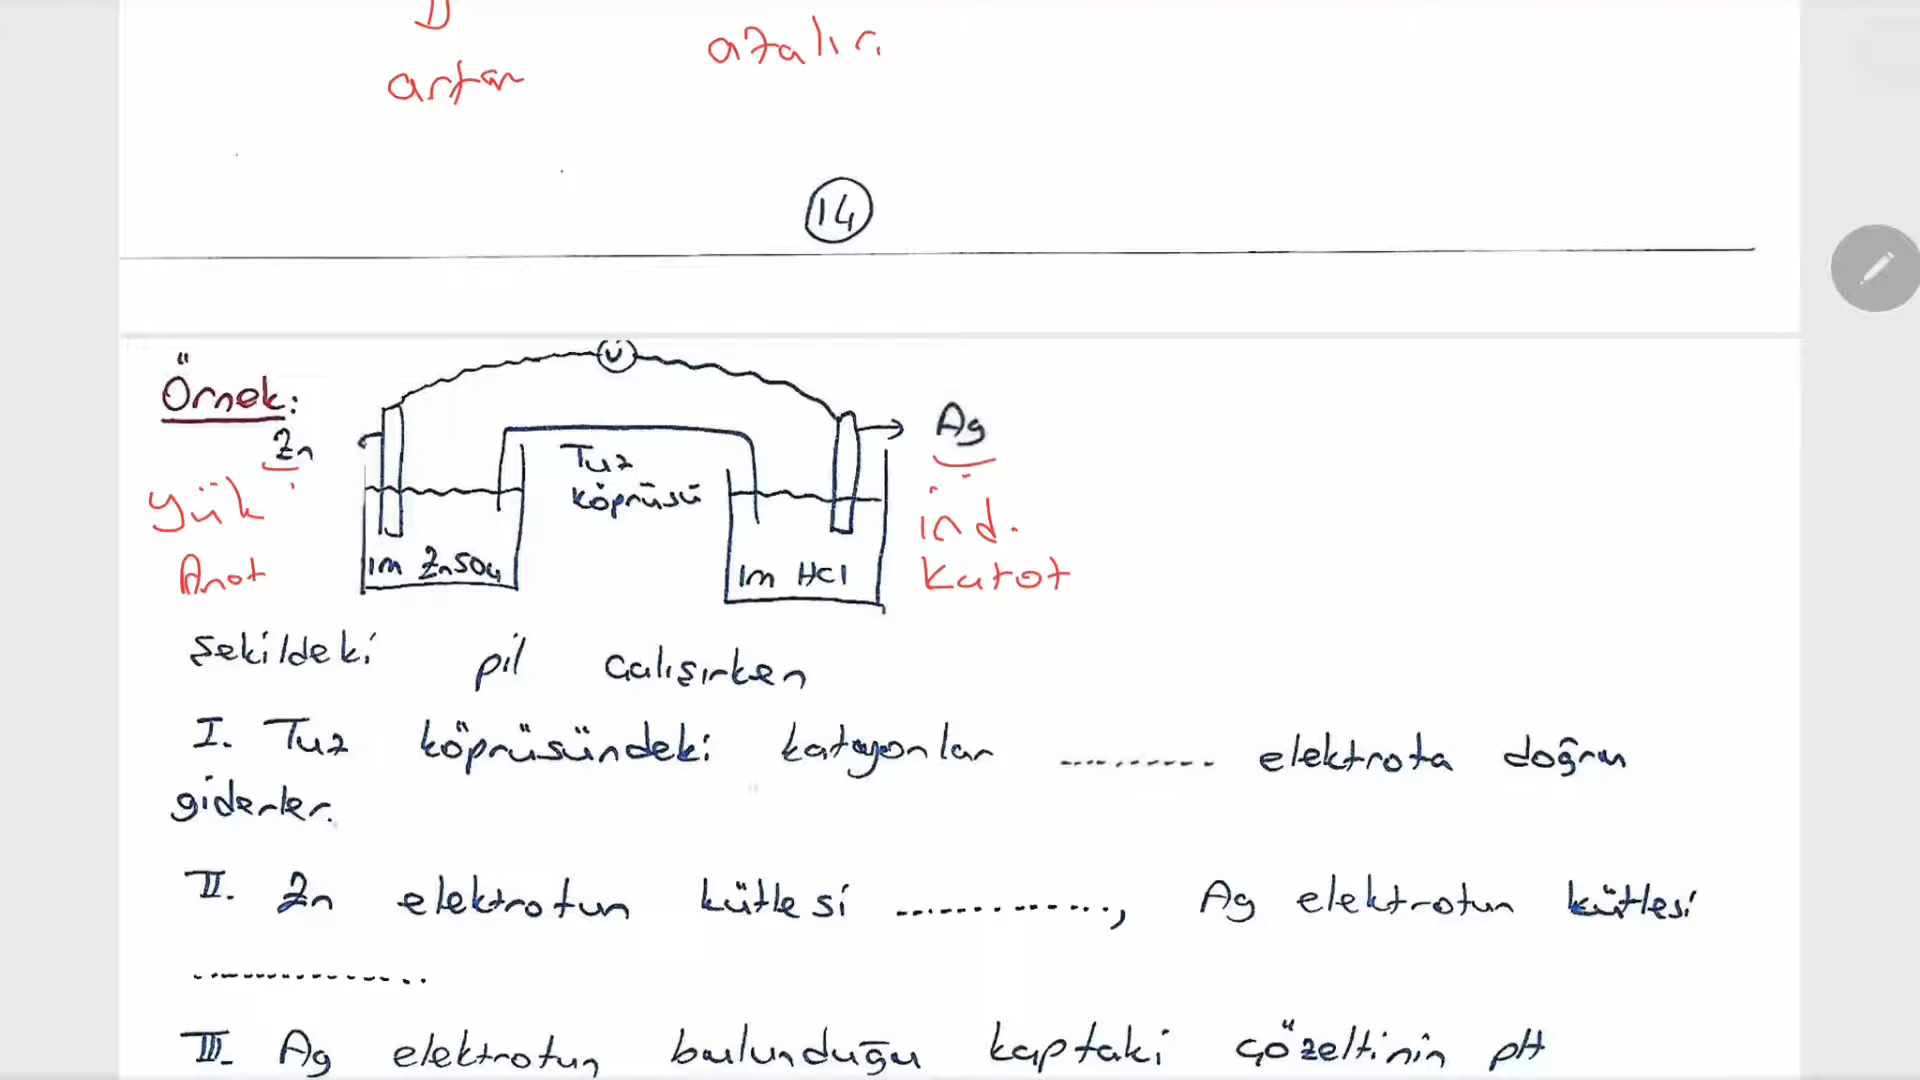 artar
azalır.
14
Örnek:
V
Zn
Ag
Tuz
köprüsü
yük
Anot
ind.
Katot
1M ZnSO4
1M HCl
Şekildeki pil çalışırken
I. Tuz köprüsündeki katyonlar .......... elektrota doğru
giderler.
II. Zn elektrotun kütlesi .............., Ag elektrotun kütlesi
...............
III. Ag elektrotun bulunduğu kaptaki çözeltinin pH